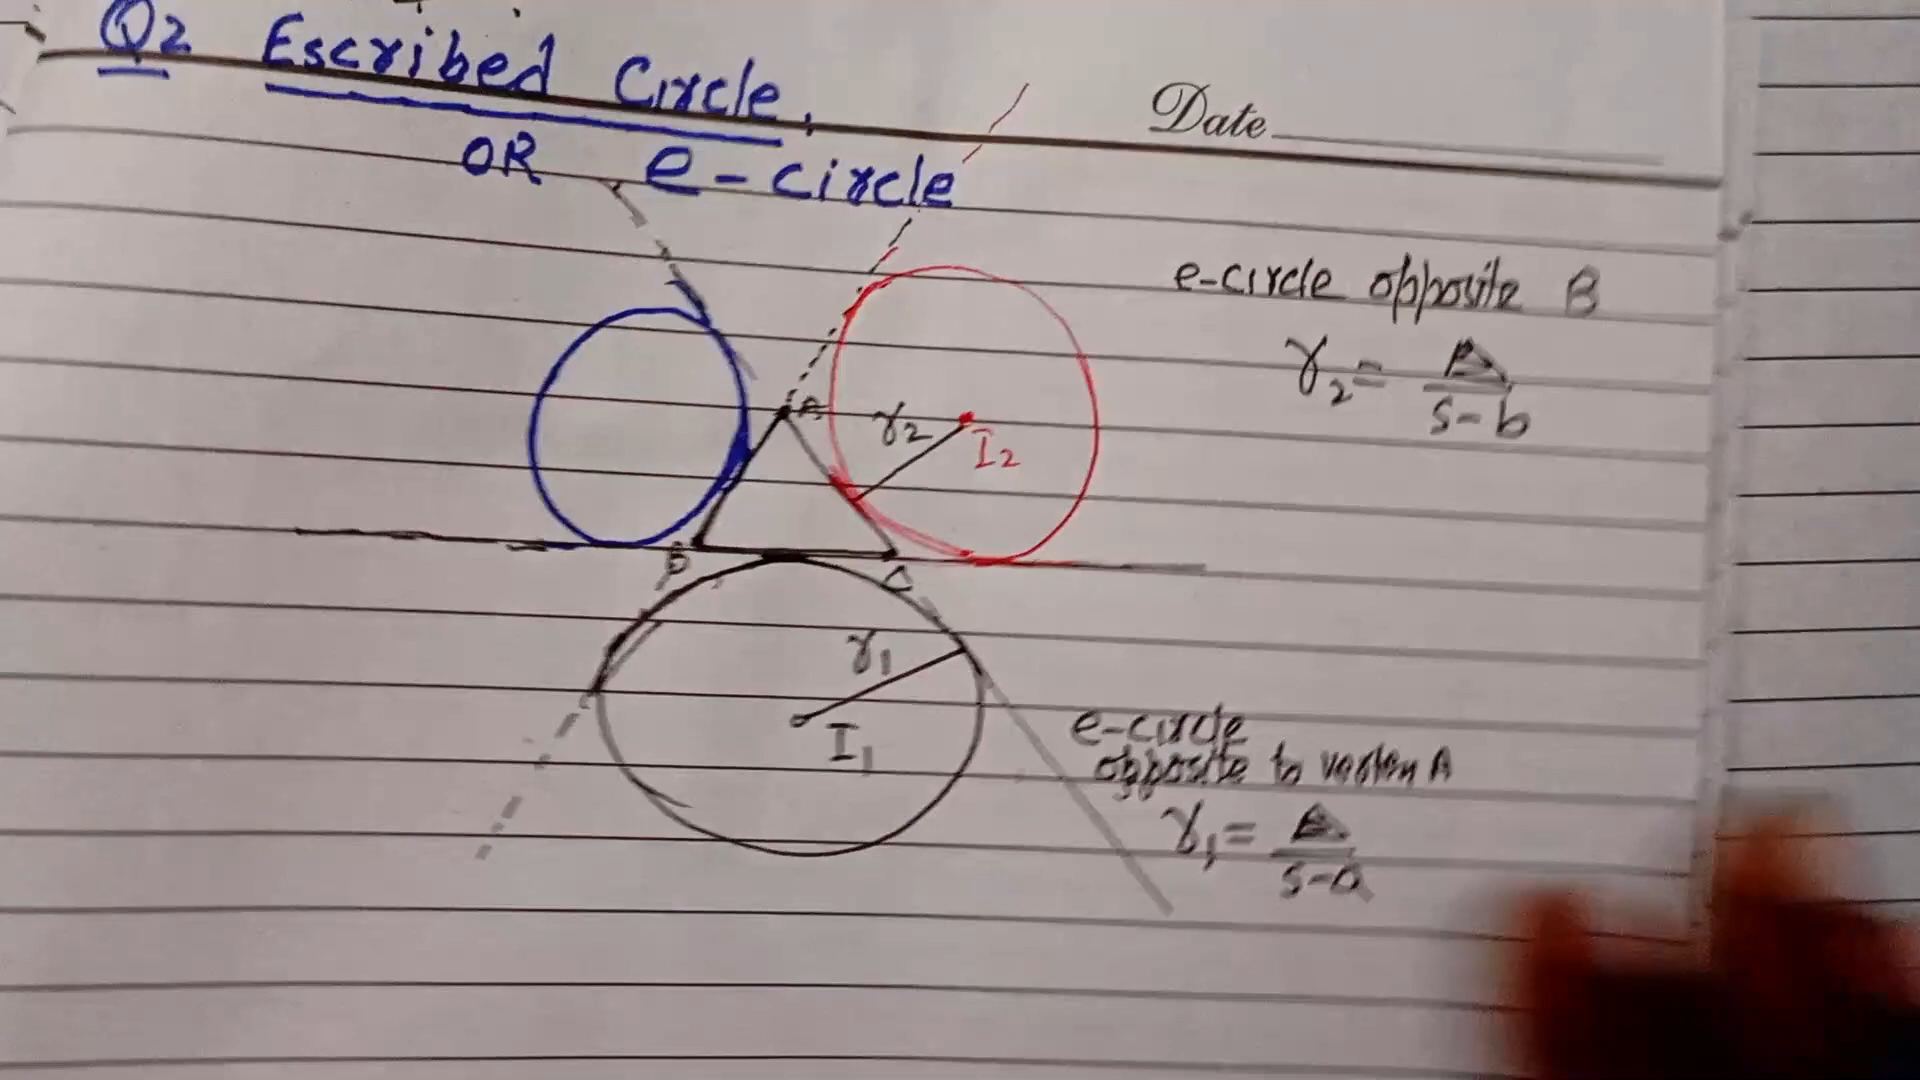 Q2 Escribed Circle,
OR e-circle
Date
e-circle opposite B
γ2 = Δ/s-b
A
γ2
I2
B
C
γ1
I1
e-circle
opposite to vertex A
γ1 = Δ/s-a